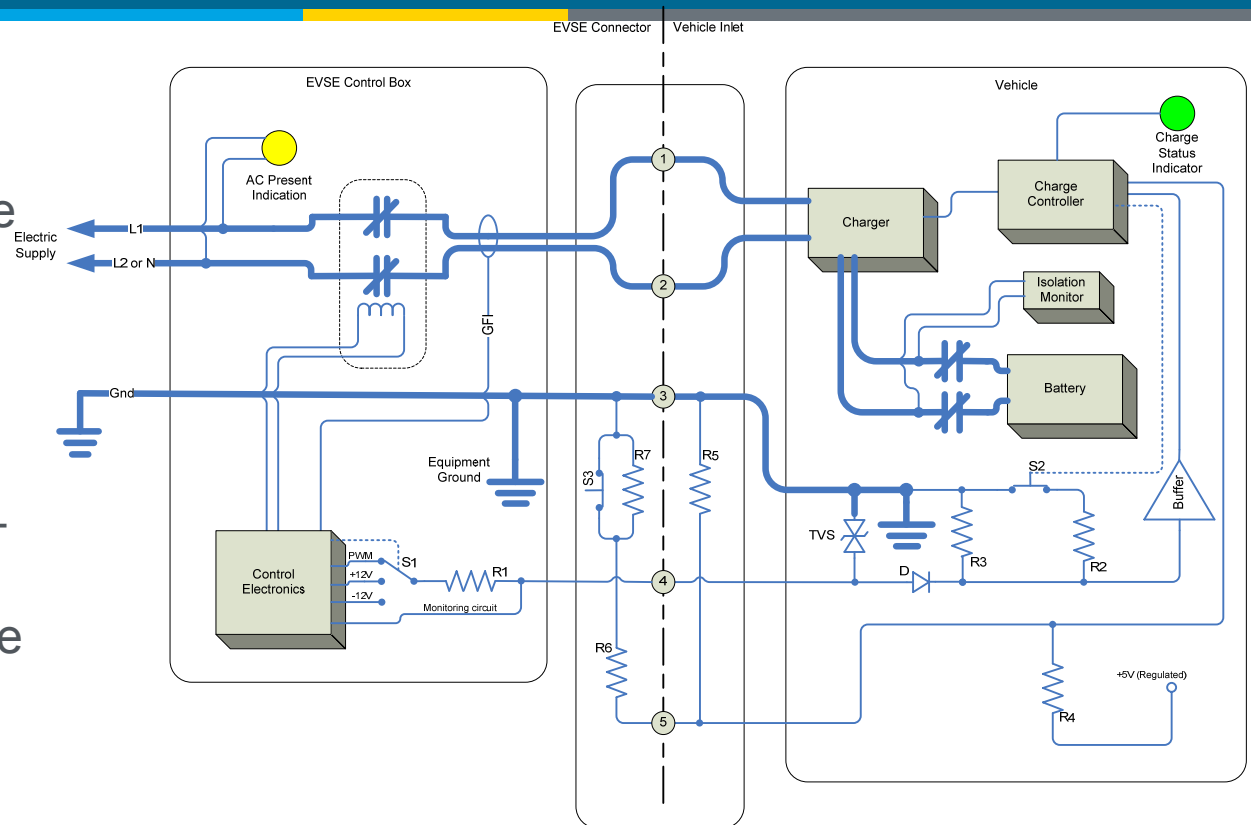 EVSE Connector
Vehicle Inlet
EVSE Control Box
Vehicle
AC Present
Indication
Charge
Status
Indicator
1
Charge
Controller
Charger
e
L1
Electric
Supply
L2 or N
2
Isolation
Monitor
GFI
Battery
Gnd
3
Equipment
Ground
S3
R7
R5
S2
Buffer
TVS
R3
R2
D
PWM
S1
+12V
R1
4
-12V
Control
Electronics
Monitoring circuit
e
R6
+5V (Regulated)
R4
5